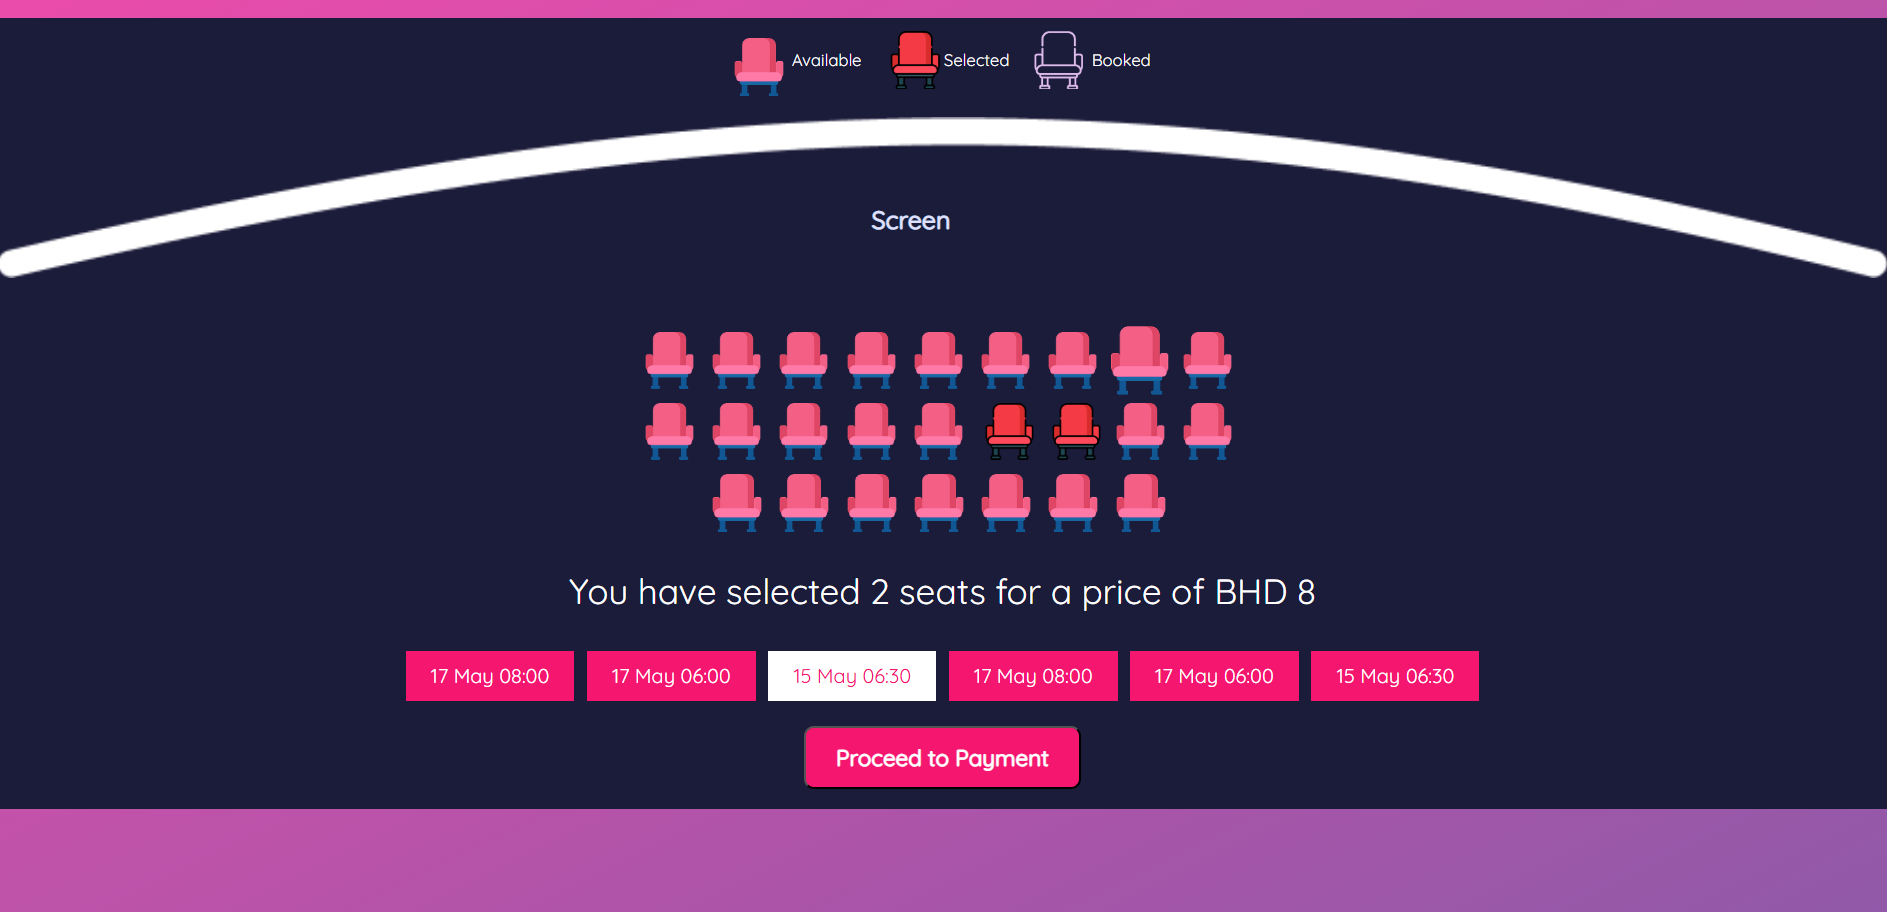 Available Selected Booked
Screen
You have selected 2 seats for a price of BHD 8
17 May 08:00 17 May 06:00 15 May 06:30 17 May 08:00 17 May 06:00 15 May 06:30
Proceed to Payment